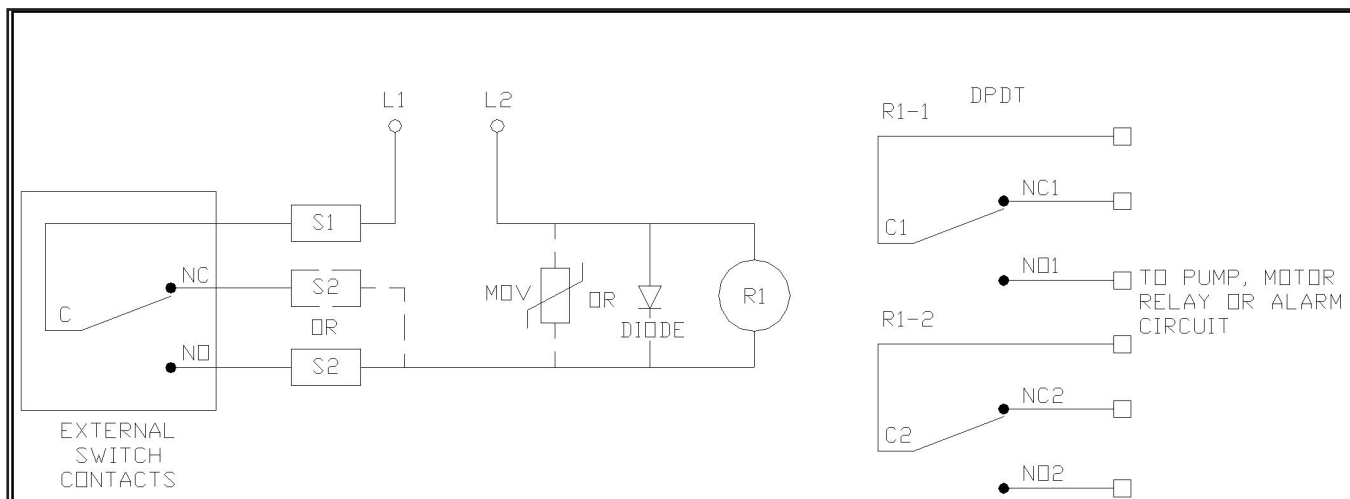 L1
L2
DPDT
R1-1
S1
NC1
C1
NC
S2
OR
C
NO
S2
MOV
OR
DIODE
R1
NO1
TO PUMP, MOTOR
RELAY OR ALARM
CIRCUIT
R1-2
NC2
C2
NO2
EXTERNAL
SWITCH
CONTACTS